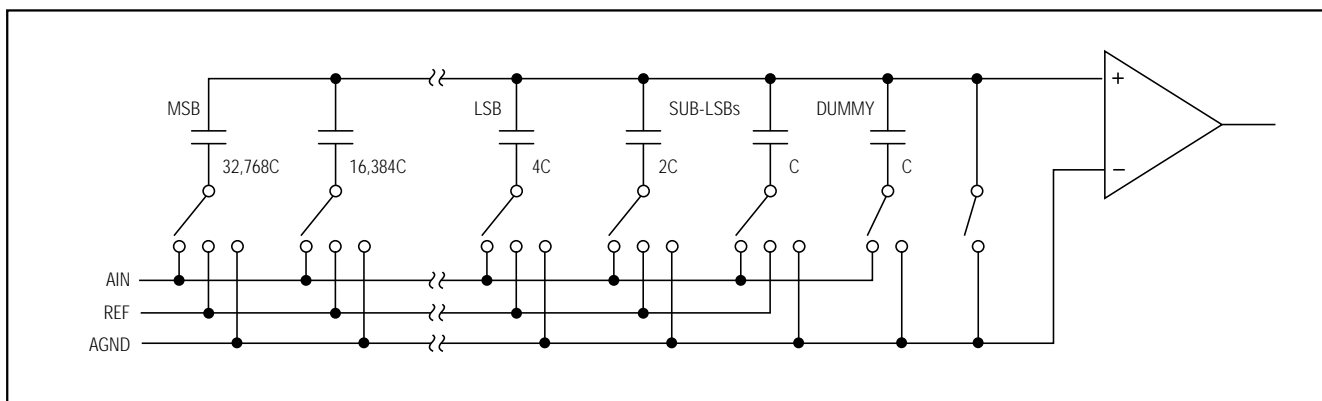 MSB
LSB
SUB-LSBs
DUMMY
32,768C
16,384C
4C
2C
C
C
+
−
AIN
REF
AGND